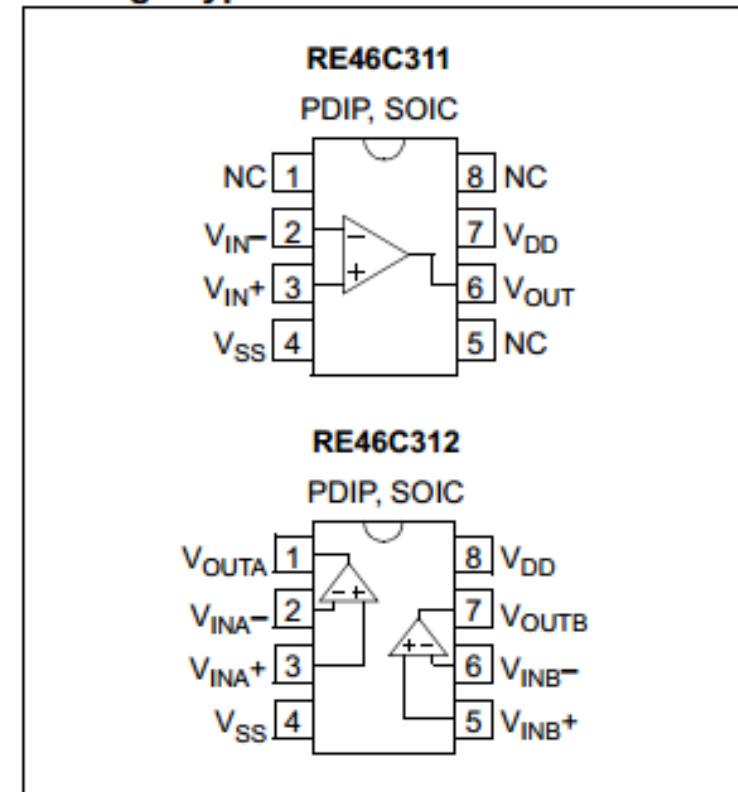 RE46C311
PDIP, SOIC
NC 1 8 NC
VIN– 2 – 7 VDD
VIN+ 3 + 6 VOUT
VSS 4 5 NC
RE46C312
PDIP, SOIC
VOUTA 1 8 VDD
VINA– 2 – + 7 VOUTB
VINA+ 3 + – 6 VINB–
VSS 4 5 VINB+